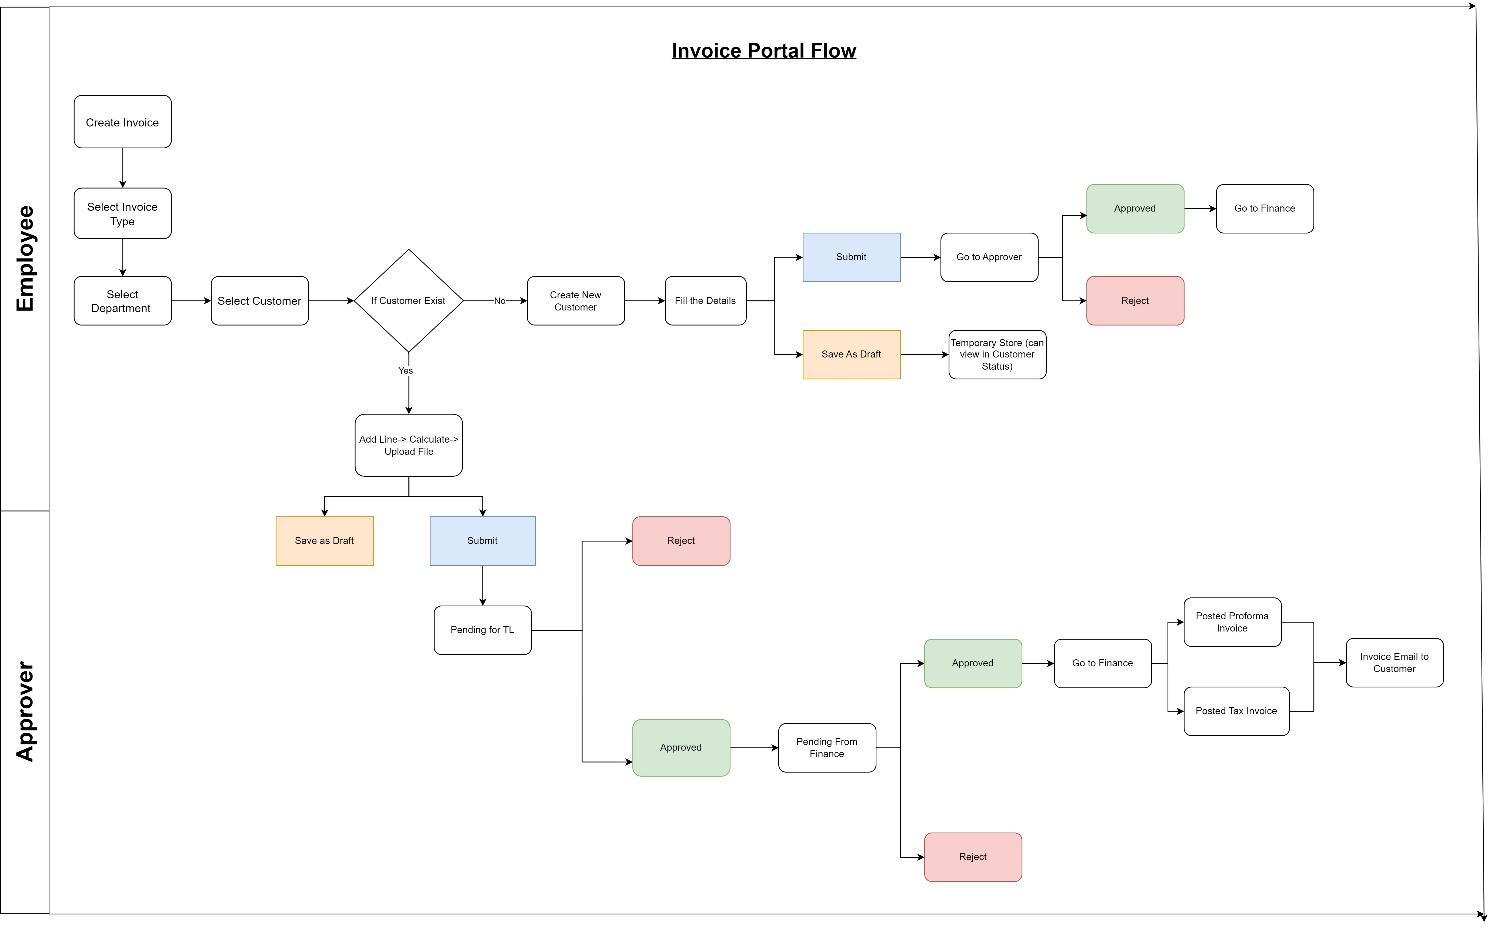 Invoice Portal Flow
Employee
Create Invoice
Select Invoice
Type
Select
Department
Select Customer
If Customer Exist
No
Create New
Customer
Fill the Details
Submit
Go to Approver
Approved
Go to Finance
Reject
Save As Draft
Temporary Store (can
view in Customer
Status)
Yes
Add Line-> Calculate->
Upload File
Approver
Save as Draft
Submit
Reject
Pending for TL
Approved
Pending From
Finance
Approved
Go to Finance
Posted Proforma
Invoice
Posted Tax Invoice
Invoice Email to
Customer
Reject